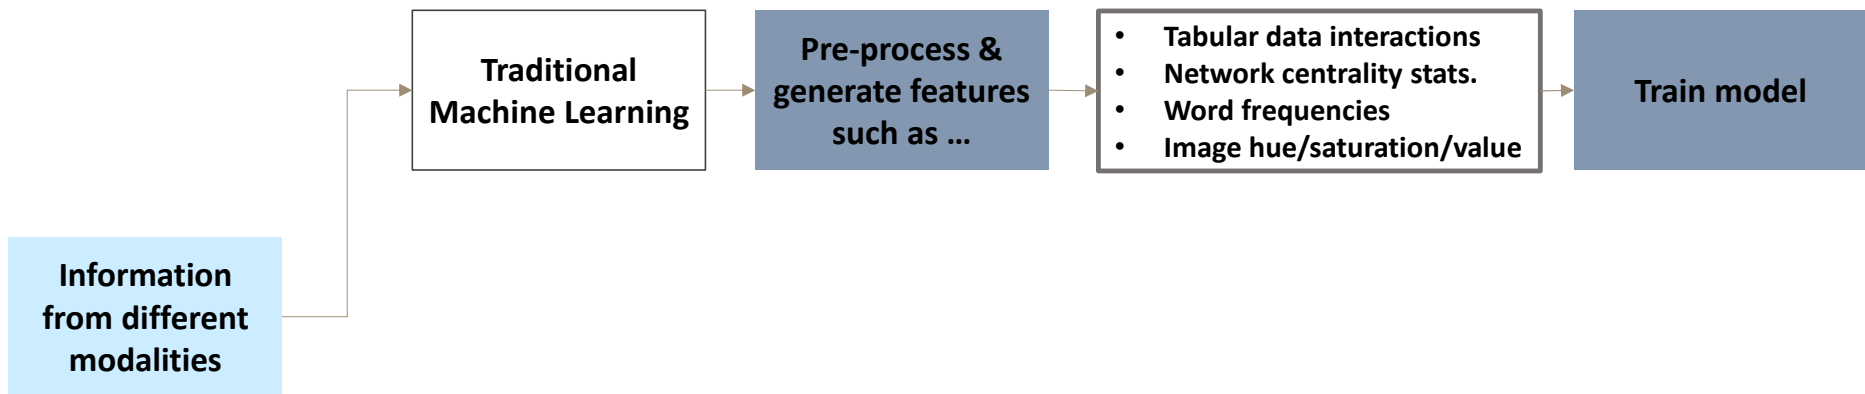 Information
from different
modalities
Traditional
Machine Learning
Pre-process &
generate features
such as …
• Tabular data interactions
• Network centrality stats.
• Word frequencies
• Image hue/saturation/value
Train model